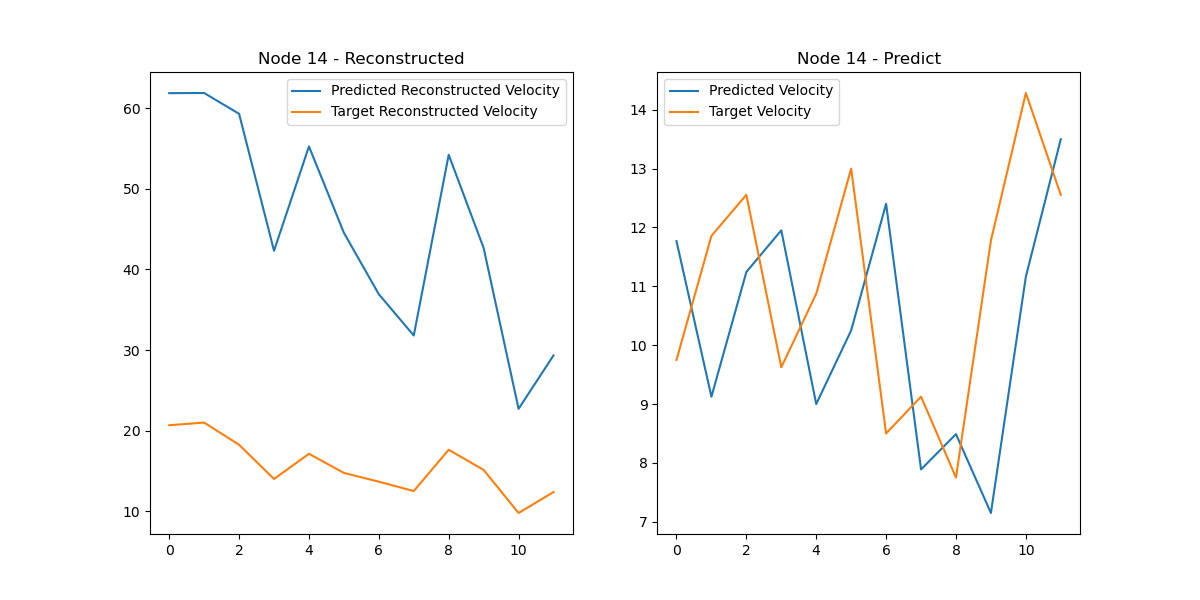 Node 14 - Reconstructed
Predicted Reconstructed Velocity
Target Reconstructed Velocity
60
50
40
30
20
10
0 2 4 6 8 10
Node 14 - Predict
Predicted Velocity
Target Velocity
14
13
12
11
10
9
8
7
0 2 4 6 8 10